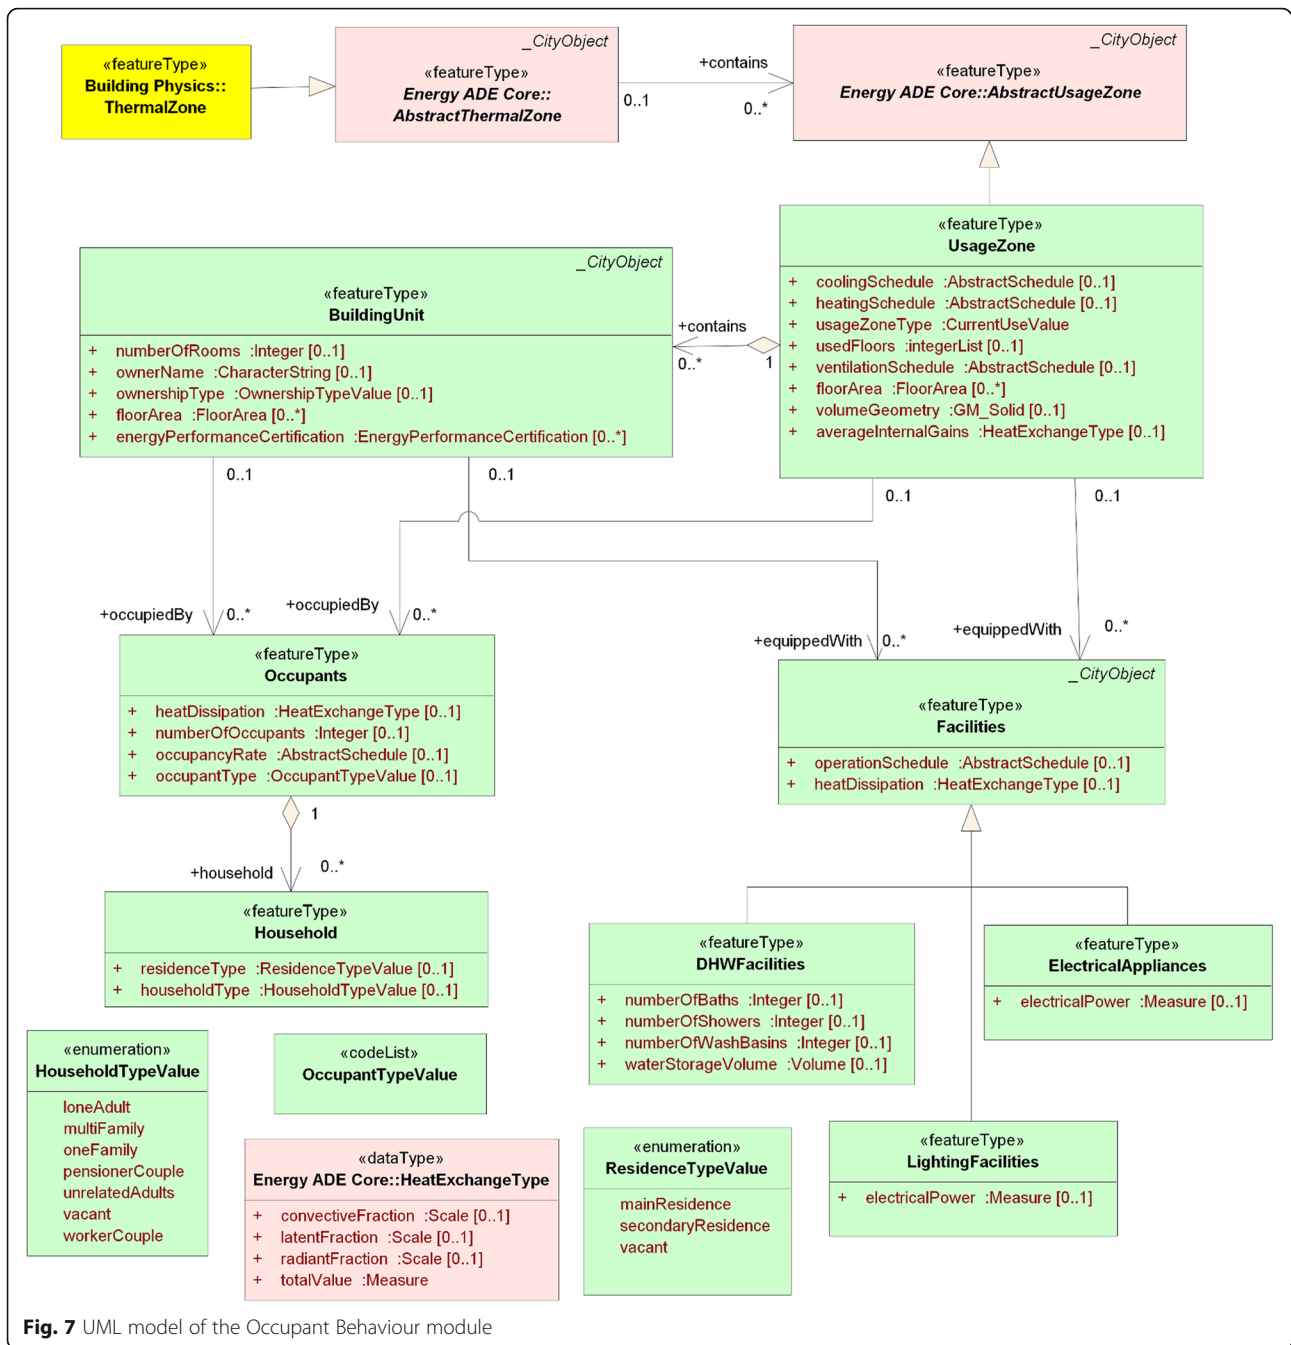 «featureType»
Building Physics::
ThermalZone
_CityObject
«featureType»
Energy ADE Core::
AbstractThermalZone
+contains
0..1
0..*
_CityObject
«featureType»
Energy ADE Core::AbstractUsageZone
«featureType»
UsageZone
+ coolingSchedule :AbstractSchedule [0..1]
+ heatingSchedule :AbstractSchedule [0..1]
+ usageZoneType :CurrentUseValue
+ usedFloors :integerList [0..1]
+ ventilationSchedule :AbstractSchedule [0..1]
+ floorArea :FloorArea [0..*]
+ volumeGeometry :GM_Solid [0..1]
+ averageInternalGains :HeatExchangeType [0..1]
_CityObject
«featureType»
BuildingUnit
+ numberOfRooms :Integer [0..1]
+ ownerName :CharacterString [0..1]
+ ownershipType :OwnershipTypeValue [0..1]
+ floorArea :FloorArea [0..*]
+ energyPerformanceCertification :EnergyPerformanceCertification [0..*]
+contains
0..*
1
0..1
0..1
0..1
0..1
+occupiedBy
0..*
+occupiedBy
0..*
+equippedWith
0..*
+equippedWith
0..*
«featureType»
Occupants
+ heatDissipation :HeatExchangeType [0..1]
+ numberOfOccupants :Integer [0..1]
+ occupancyRate :AbstractSchedule [0..1]
+ occupantType :OccupantTypeValue [0..1]
_CityObject
«featureType»
Facilities
+ operationSchedule :AbstractSchedule [0..1]
+ heatDissipation :HeatExchangeType [0..1]
1
+household
0..*
«featureType»
Household
+ residenceType :ResidenceTypeValue [0..1]
+ householdType :HouseholdTypeValue [0..1]
«featureType»
DHWFacilities
+ numberOfBaths :Integer [0..1]
+ numberOfShowers :Integer [0..1]
+ numberOfWashBasins :Integer [0..1]
+ waterStorageVolume :Volume [0..1]
«featureType»
ElectricalAppliances
+ electricalPower :Measure [0..1]
«enumeration»
HouseholdTypeValue
loneAdult
multiFamily
oneFamily
pensionerCouple
unrelatedAdults
vacant
workerCouple
«codeList»
OccupantTypeValue
«dataType»
Energy ADE Core::HeatExchangeType
+ convectiveFraction :Scale [0..1]
+ latentFraction :Scale [0..1]
+ radiantFraction :Scale [0..1]
+ totalValue :Measure
«enumeration»
ResidenceTypeValue
mainResidence
secondaryResidence
vacant
«featureType»
LightingFacilities
+ electricalPower :Measure [0..1]
Fig. 7 UML model of the Occupant Behaviour module